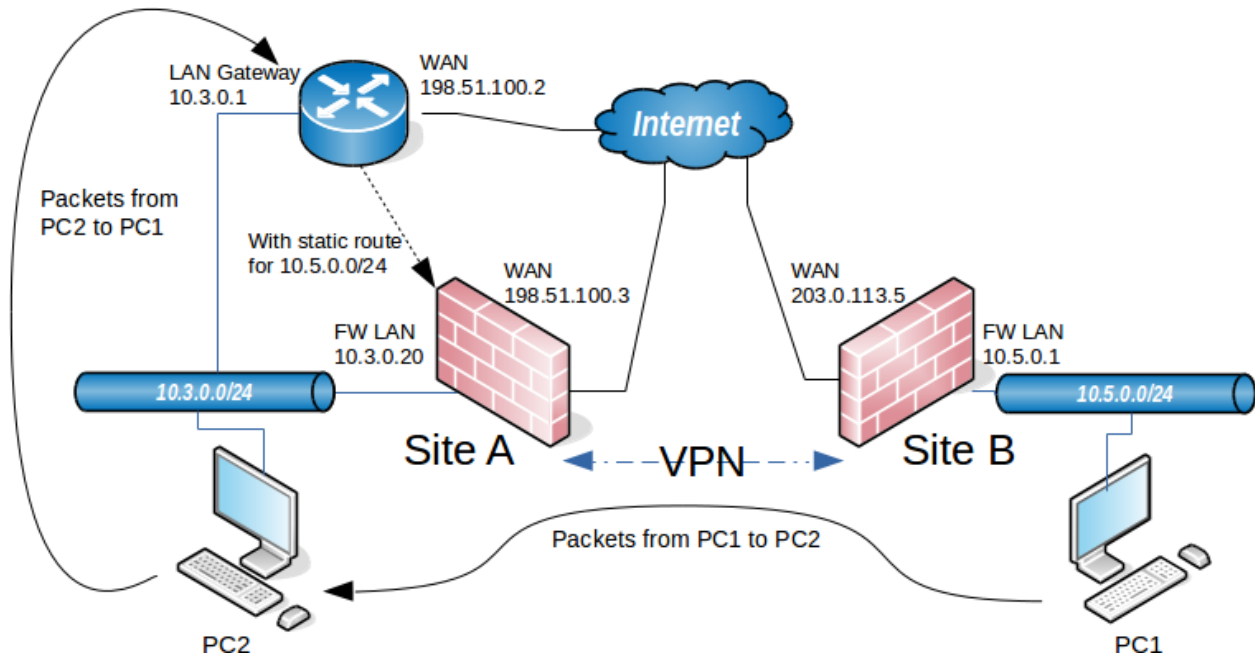 WAN
198.51.100.2
LAN Gateway
10.3.0.1
Internet
Packets from
PC2 to PC1
With static route
for 10.5.0.0/24
WAN
198.51.100.3
WAN
203.0.113.5
FW LAN
10.3.0.20
FW LAN
10.5.0.1
10.3.0.0/24
10.5.0.0/24
Site A
VPN
Site B
Packets from PC1 to PC2
PC2
PC1